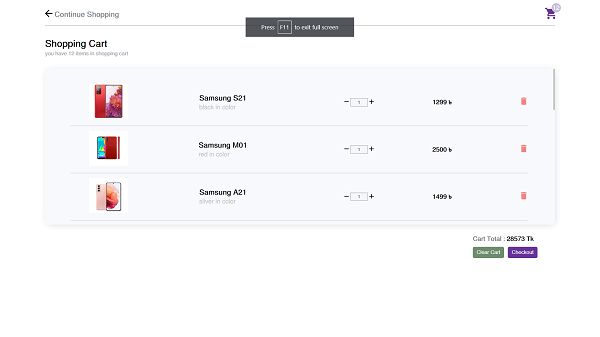 Continue Shopping
Press F11 to exit full screen
Shopping Cart
you have 12 items in shopping cart
Samsung S21
black in color
1
1299 ৳
Samsung M01
red in color
1
2500 ৳
Samsung A21
silver in color
1
1499 ৳
Cart Total : 28573 Tk
Clear Cart
Checkout